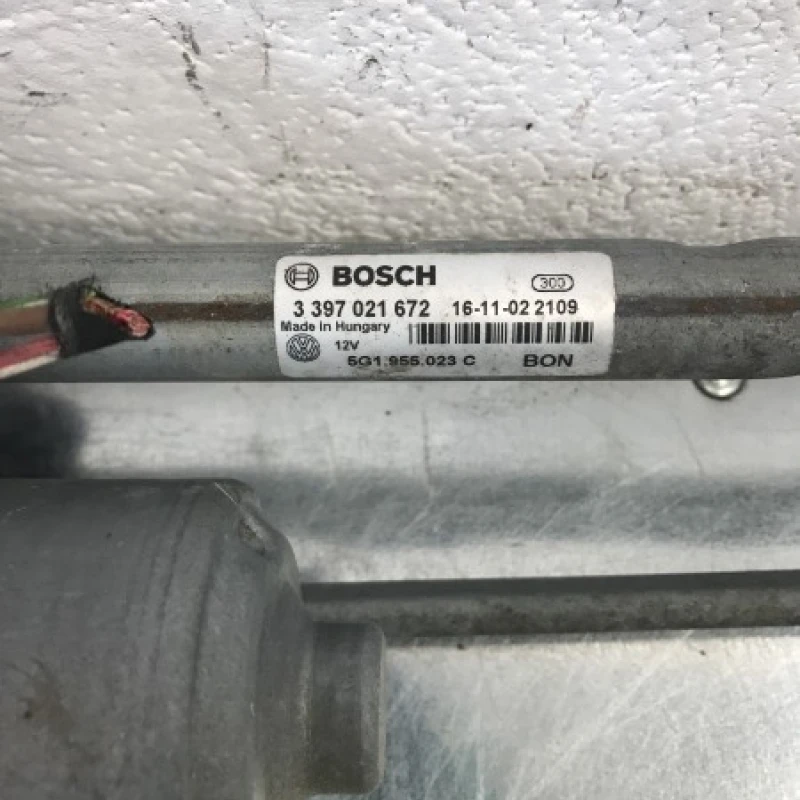 BOSCH 300
3 397 021 672 16-11-02 2109
Made in Hungary
12V
5G1.955.023 C BON